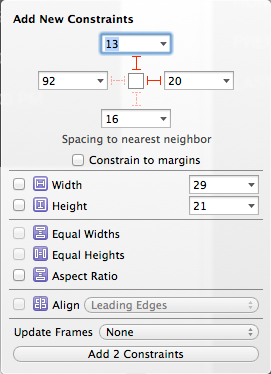 Add New Constraints
13
92 20
16
Spacing to nearest neighbor
Constrain to margins
Width 29
Height 21
Equal Widths
Equal Heights
Aspect Ratio
Align Leading Edges
Update Frames None
Add 2 Constraints